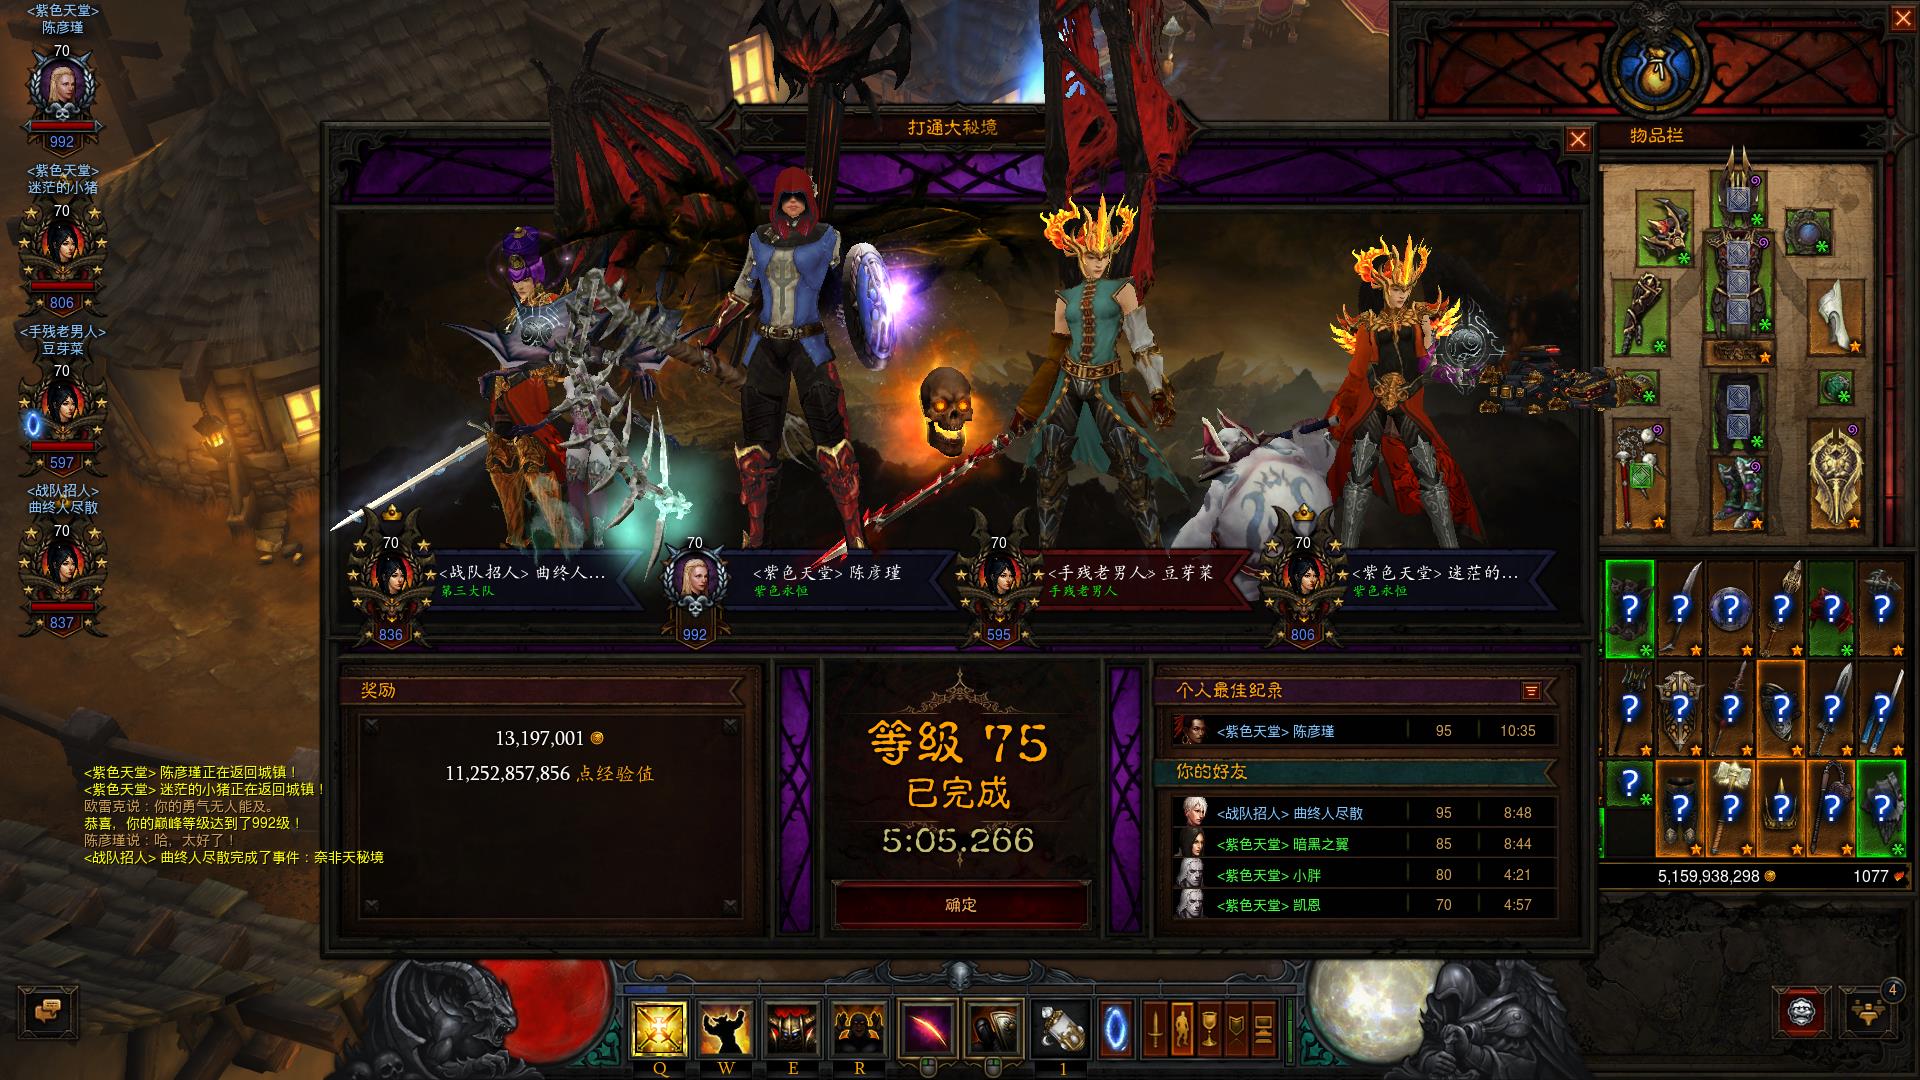 <紫色天堂>
陈彦瑾
70
992
<紫色天堂>
迷茫的小猪
70
806
<手残老男人>
豆芽菜
70
597
<战队招人>
曲终人尽散
70
837
打通大秘境
物品栏
70
<战队招人> 曲终人...
第三大队
836
70
<紫色天堂> 陈彦瑾
紫色永恒
992
70
<手残老男人> 豆芽菜
手残老男人
595
70
<紫色天堂> 迷茫的...
紫色永恒
806
奖励
13,197,001
11,252,857,856 点经验值
等级 75
已完成
5:05.266
确定
个人最佳纪录
<紫色天堂> 陈彦瑾 95 10:35
你的好友
<战队招人> 曲终人尽散 95 8:48
<紫色天堂> 暗黑之翼 85 8:44
<紫色天堂> 小胖 80 4:21
<紫色天堂> 凯恩 70 4:57
<紫色天堂> 陈彦瑾正在返回城镇！
<紫色天堂> 迷茫的小猪正在返回城镇！
欧雷克说：你的勇气无人能及。
恭喜，你的巅峰等级达到了992级！
陈彦瑾说：哈，太好了！
<战队招人> 曲终人尽散完成了事件：奈非天秘境
? ? ? ? ? ?
? ? ? ? ? ?
? ? ? ? ? ?
5,159,938,298 1077
Q W E R 1
4